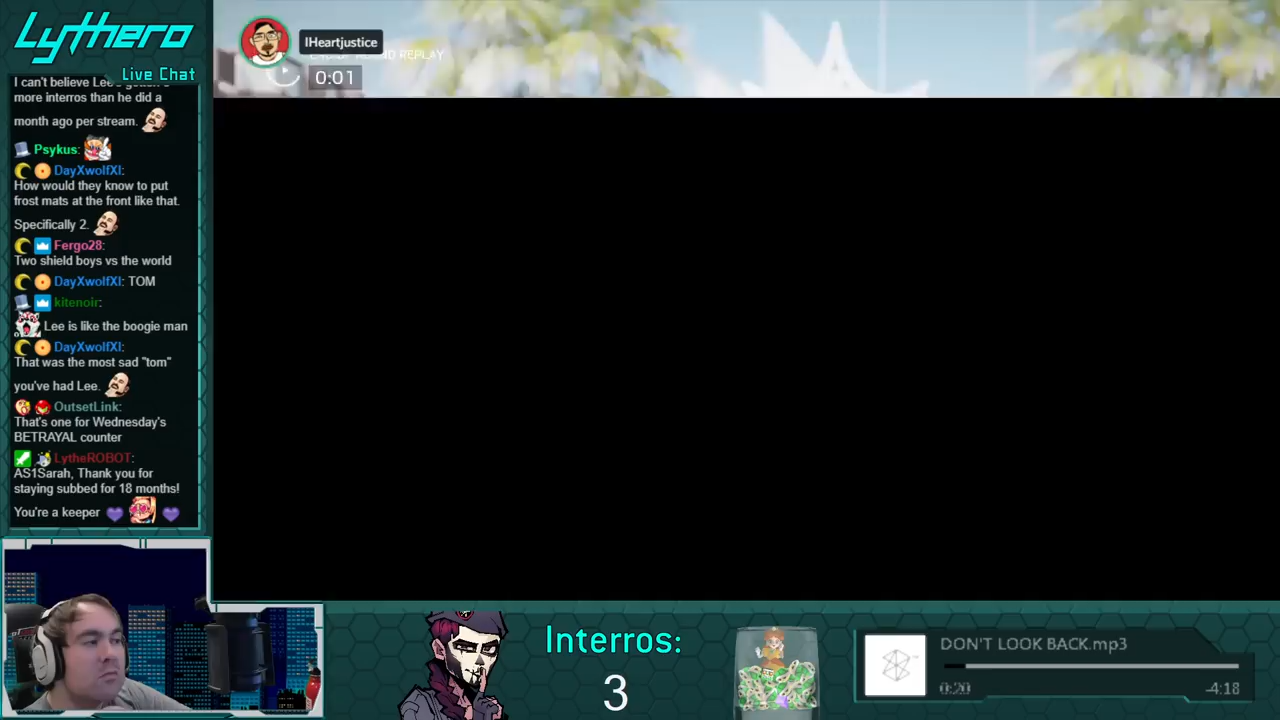 Lythero
Live Chat
I can't believe Lee's gotten
more interros than he did a
month ago per stream.
Psykus:
DayXwolfXI:
How would they know to put
frost mats at the front like that.
Specifically 2.
Fergo28:
Two shield boys vs the world
DayXwolfXI: TOM
kitenoir:
Lee is like the boogie man
DayXwolfXI:
That was the most sad "tom"
you've had Lee.
OutsetLink:
That's one for Wednesday's
BETRAYAL counter
LytheROBOT:
AS1Sarah, Thank you for
staying subbed for 18 months!
You're a keeper
IHeartjustice
ROUND REPLAY
0:01
Interros:
3
DON'T LOOK BACK.mp3
0:20
-4:18